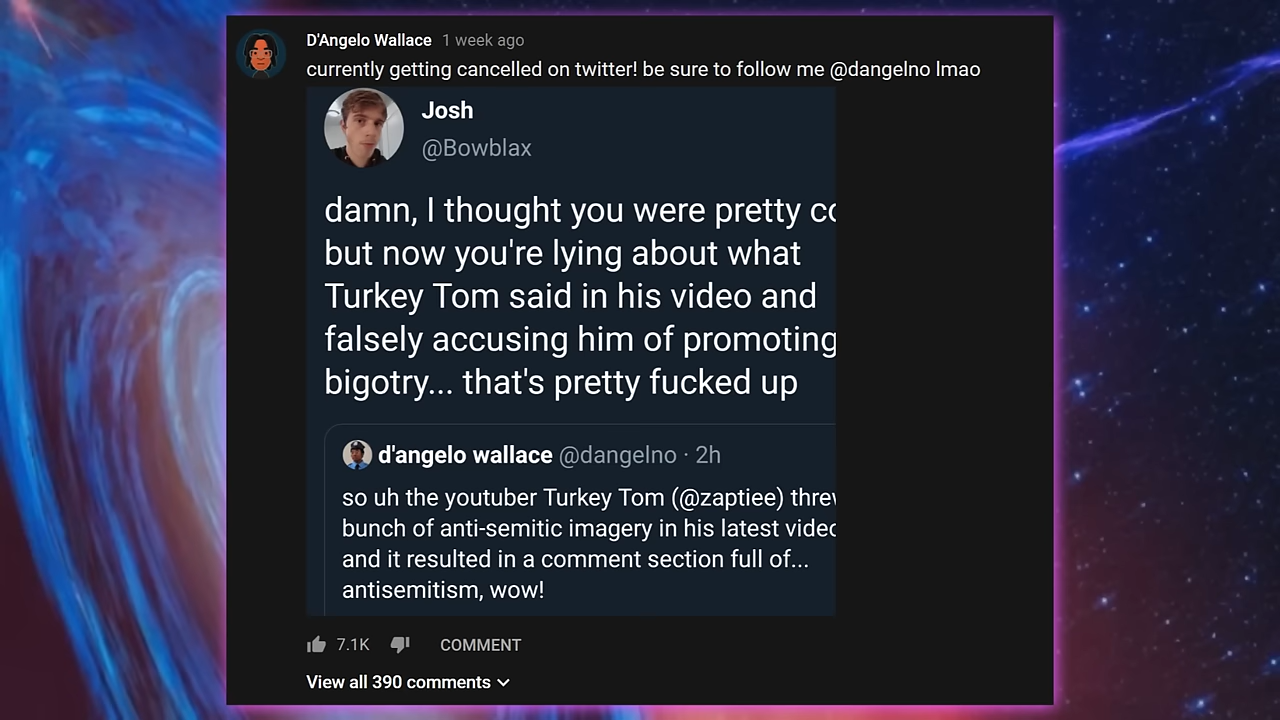 D'Angelo Wallace 1 week ago
currently getting cancelled on twitter! be sure to follow me @dangelno lmao
Josh
@Bowblax
damn, I thought you were pretty
but now you're lying about what
Turkey Tom said in his video and
falsely accusing him of promoting
bigotry... that's pretty fucked up
d'angelo wallace @dangelno · 2h
so uh the youtuber Turkey Tom (@zaptiee)
bunch of anti-semitic imagery in his latest
and it resulted in a comment section full of...
antisemitism, wow!
7.1K COMMENT
View all 390 comments